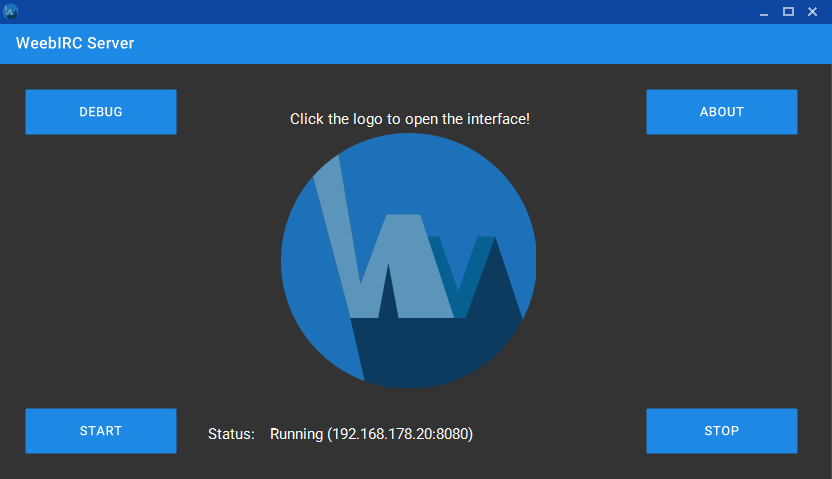 WeebIRC Server
DEBUG
Click the logo to open the interface!
ABOUT
START
Status: Running (192.168.178.20:8080)
STOP